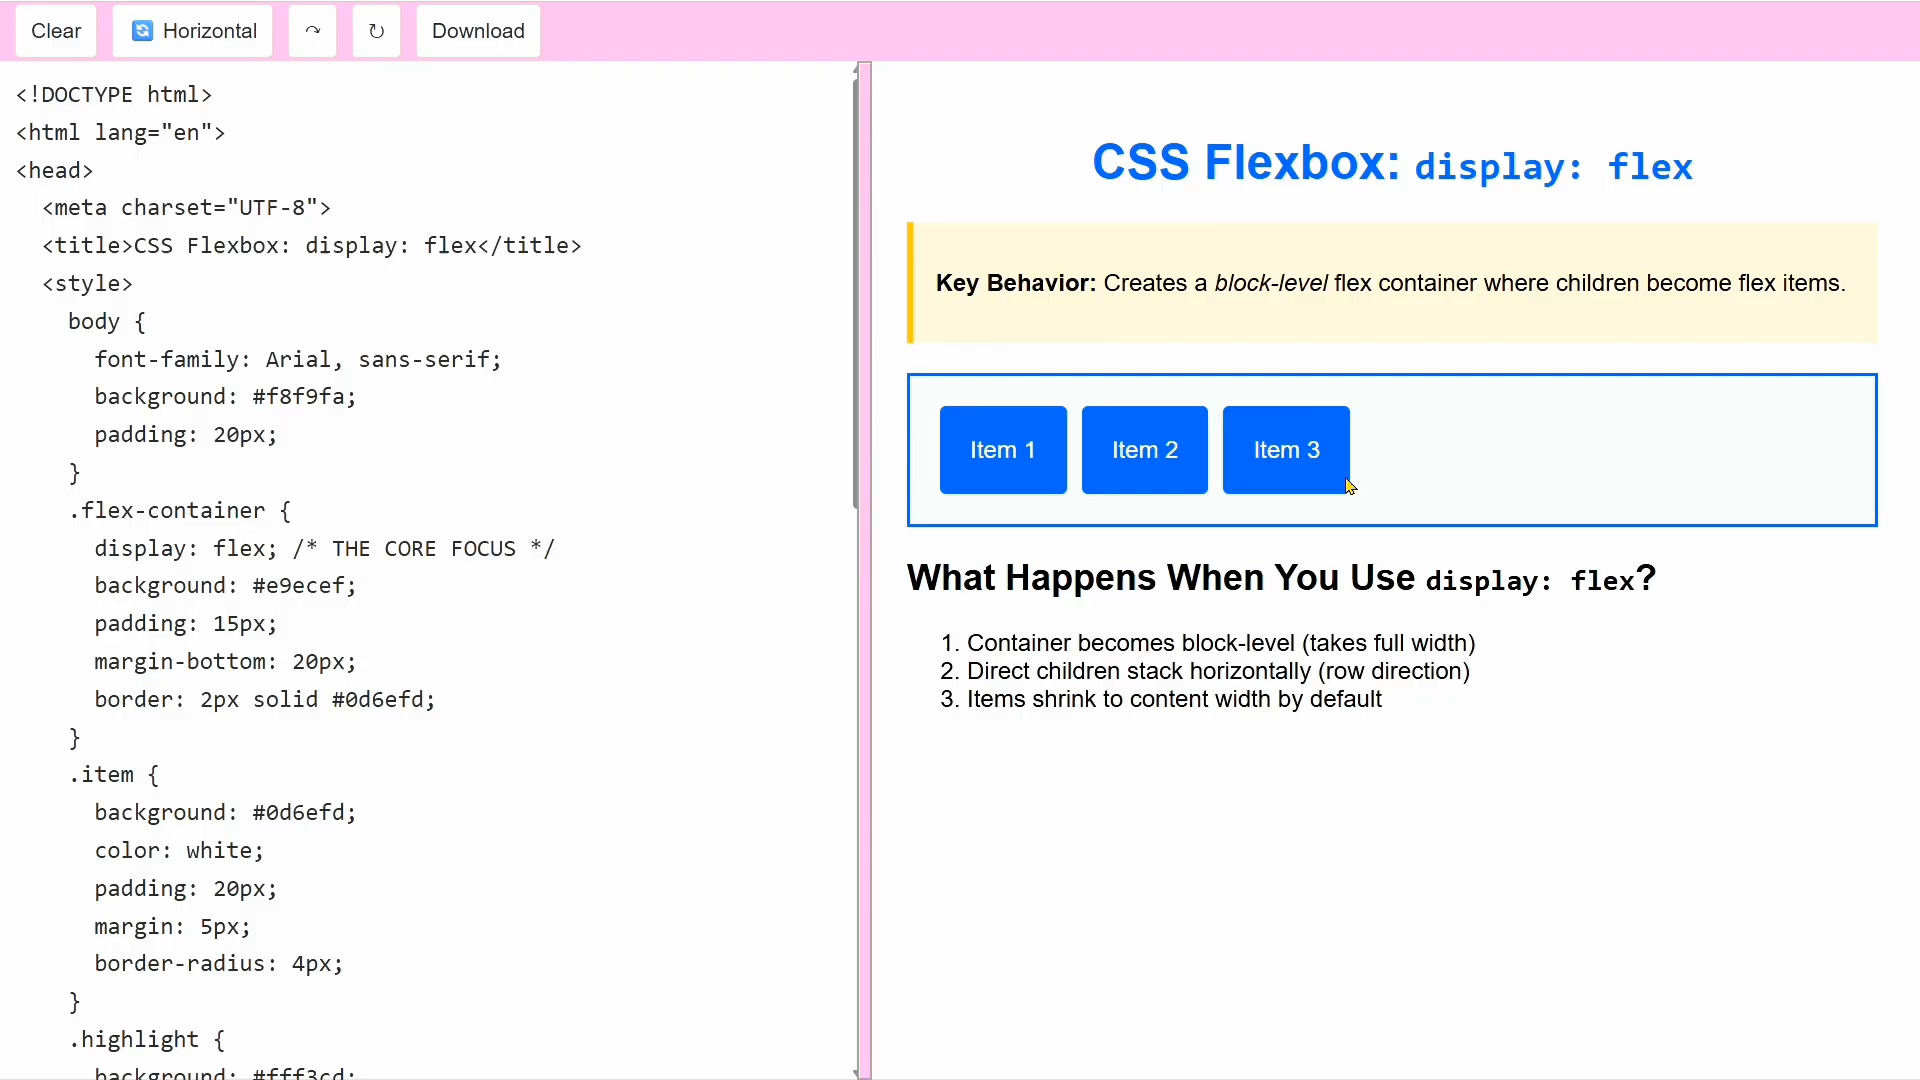 Clear
Horizontal
Download
<!DOCTYPE html>
<html lang="en">
<head>
<meta charset="UTF-8">
<title>CSS Flexbox: display: flex</title>
<style>
body {
font-family: Arial, sans-serif;
background: #f8f9fa;
padding: 20px;
}
.flex-container {
display: flex; /* THE CORE FOCUS */
background: #e9ecef;
padding: 15px;
margin-bottom: 20px;
border: 2px solid #0d6efd;
}
.item {
background: #0d6efd;
color: white;
padding: 20px;
margin: 5px;
border-radius: 4px;
}
.highlight {
background: #fff3cd;
CSS Flexbox: display: flex
Key Behavior: Creates a block-level flex container where children become flex items.
Item 1
Item 2
Item 3
What Happens When You Use display: flex?
1. Container becomes block-level (takes full width)
2. Direct children stack horizontally (row direction)
3. Items shrink to content width by default